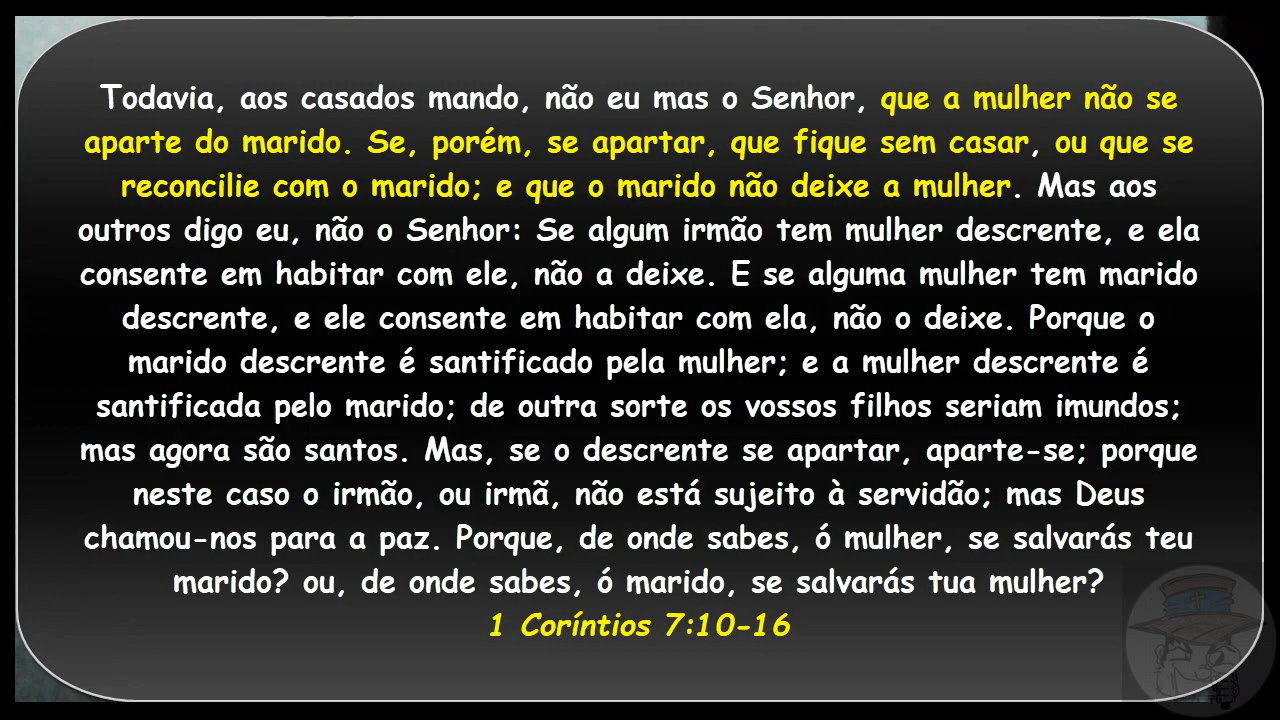 Todavia, aos casados mando, não eu mas o Senhor, que a mulher não se
aparte do marido. Se, porém, se apartar, que fique sem casar, ou que se
reconcilie com o marido; e que o marido não deixe a mulher. Mas aos
outros digo eu, não o Senhor: Se algum irmão tem mulher descrente, e ela
consente em habitar com ele, não a deixe. E se alguma mulher tem marido
descrente, e ele consente em habitar com ela, não o deixe. Porque o
marido descrente é santificado pela mulher; e a mulher descrente é
santificada pelo marido; de outra sorte os vossos filhos seriam imundos;
mas agora são santos. Mas, se o descrente se apartar, aparte-se; porque
neste caso o irmão, ou irmã, não está sujeito à servidão; mas Deus
chamou-nos para a paz. Porque, de onde sabes, ó mulher, se salvarás teu
marido? ou, de onde sabes, ó marido, se salvarás tua mulher?
1 Coríntios 7:10-16